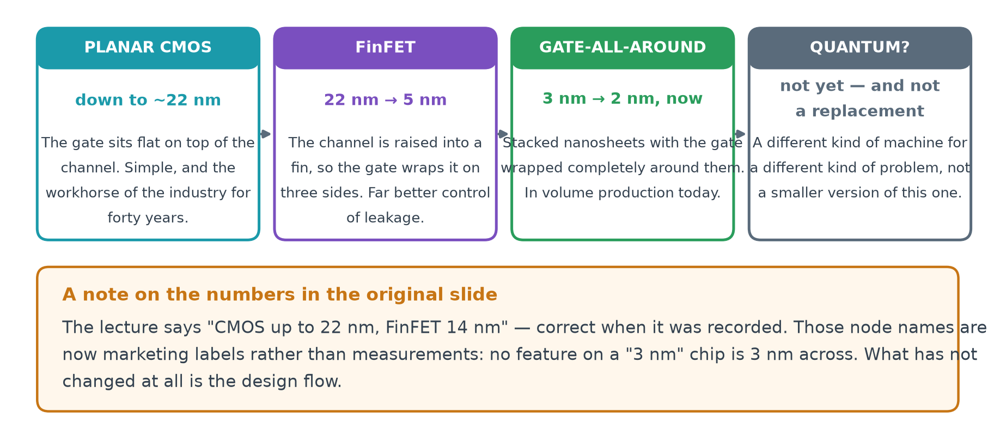 PLANAR CMOS
down to ~22 nm
The gate sits flat on top of the
channel. Simple, and the
workhorse of the industry for
forty years.
FinFET
22 nm → 5 nm
The channel is raised into a
fin, so the gate wraps it on
three sides. Far better control
of leakage.
GATE-ALL-AROUND
3 nm → 2 nm, now
Stacked nanosheets with the gate
wrapped completely around them.
In volume production today.
QUANTUM?
not yet — and not
a replacement
A different kind of machine for
a different kind of problem, not
a smaller version of this one.
A note on the numbers in the original slide
The lecture says "CMOS up to 22 nm, FinFET 14 nm" — correct when it was recorded. Those node names are
now marketing labels rather than measurements: no feature on a "3 nm" chip is 3 nm across. What has not
changed at all is the design flow.